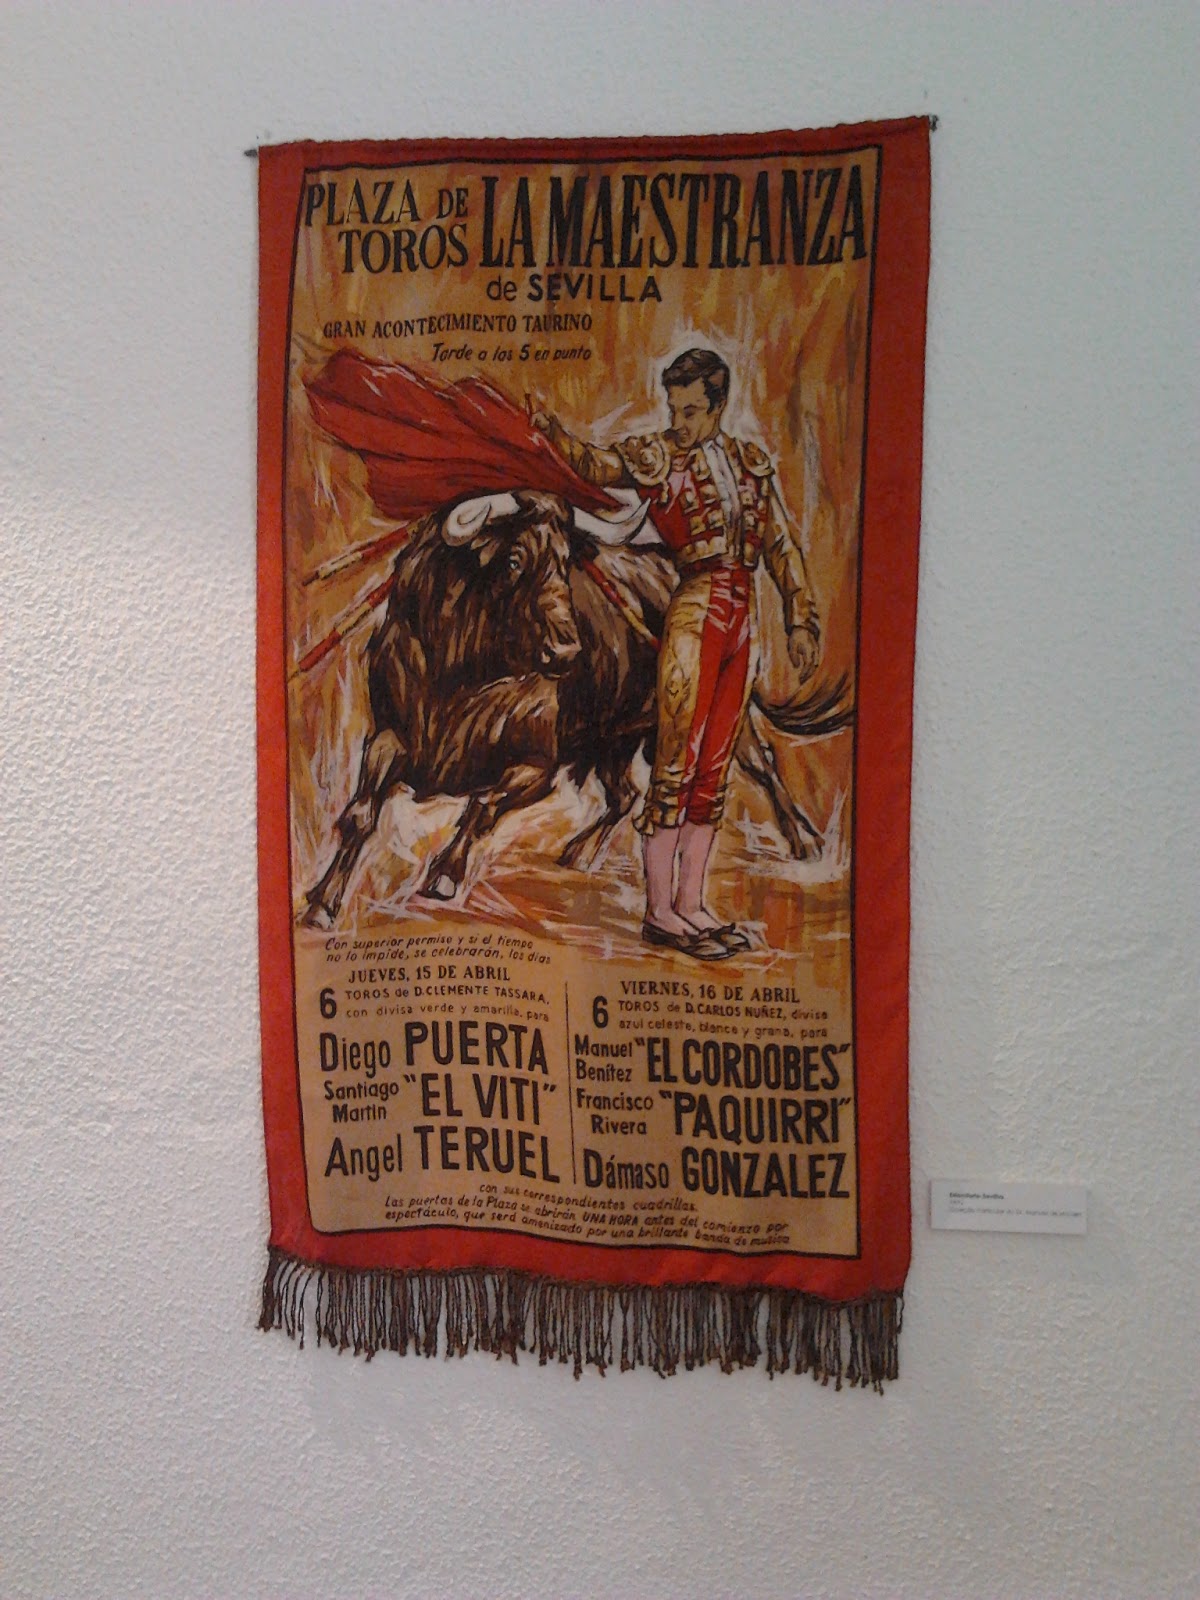 PLAZA DE TOROS LA MAESTRANZA
de SEVILLA
GRAN ACONTECIMIENTO TAURINO
Tarde a las 5 en punto
Con superior permiso y si el tiempo
no lo impide, se celebrarán, los días
JUEVES, 15 DE ABRIL
6 TOROS de D. CLEMENTE TASSARA,
con divisa verde y amarilla, para
Diego PUERTA
Santiago Martin "EL VITI"
Angel TERUEL
VIERNES, 16 DE ABRIL
6 TOROS de D. CARLOS NUÑEZ, divisa
azul celeste, blanca y grana, para
Manuel Benítez "EL CORDOBES"
Francisco Rivera "PAQUIRRI"
Dámaso GONZALEZ
con sus correspondientes cuadrillas.
Las puertas de la Plaza se abrirán UNA HORA antes del comienzo por
espectáculo, que será amenizado por una brillante banda de musica